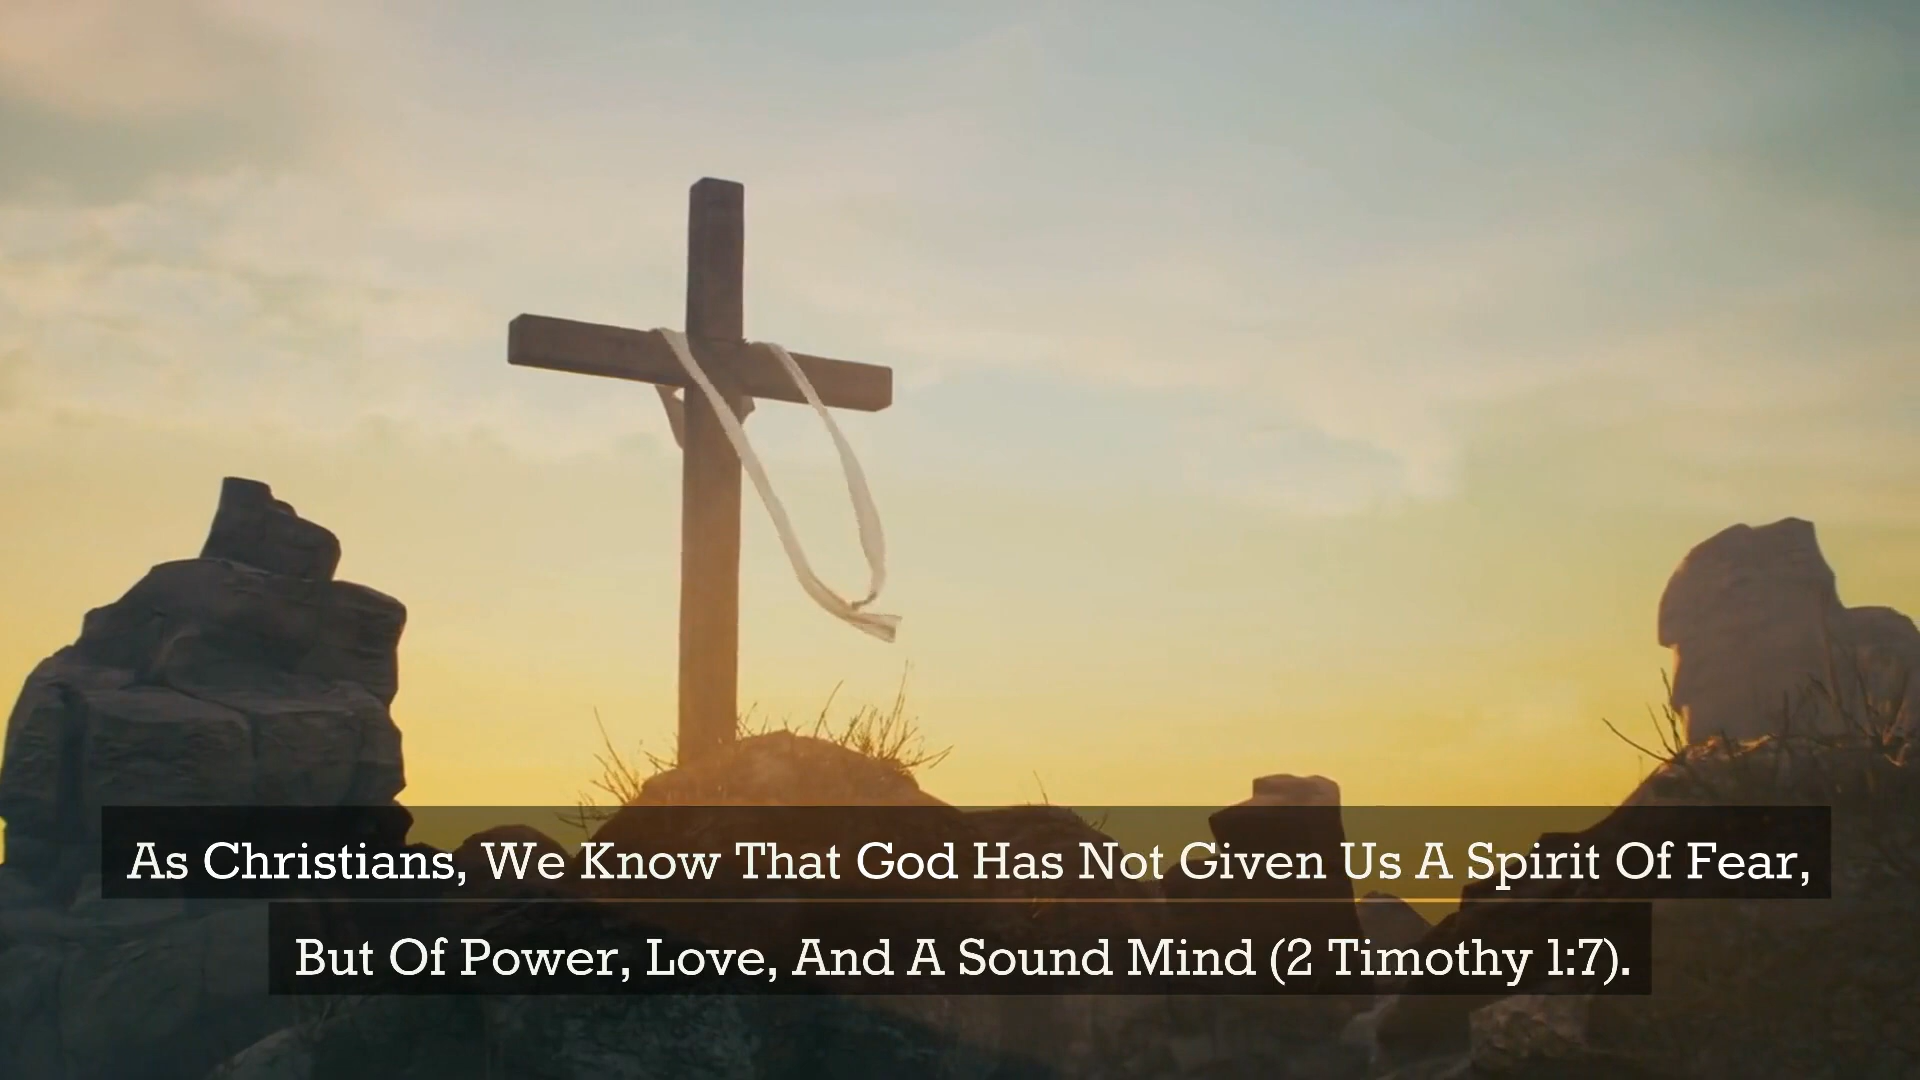 As Christians, We Know That God Has Not Given Us A Spirit Of Fear,
But Of Power, Love, And A Sound Mind (2 Timothy 1:7).